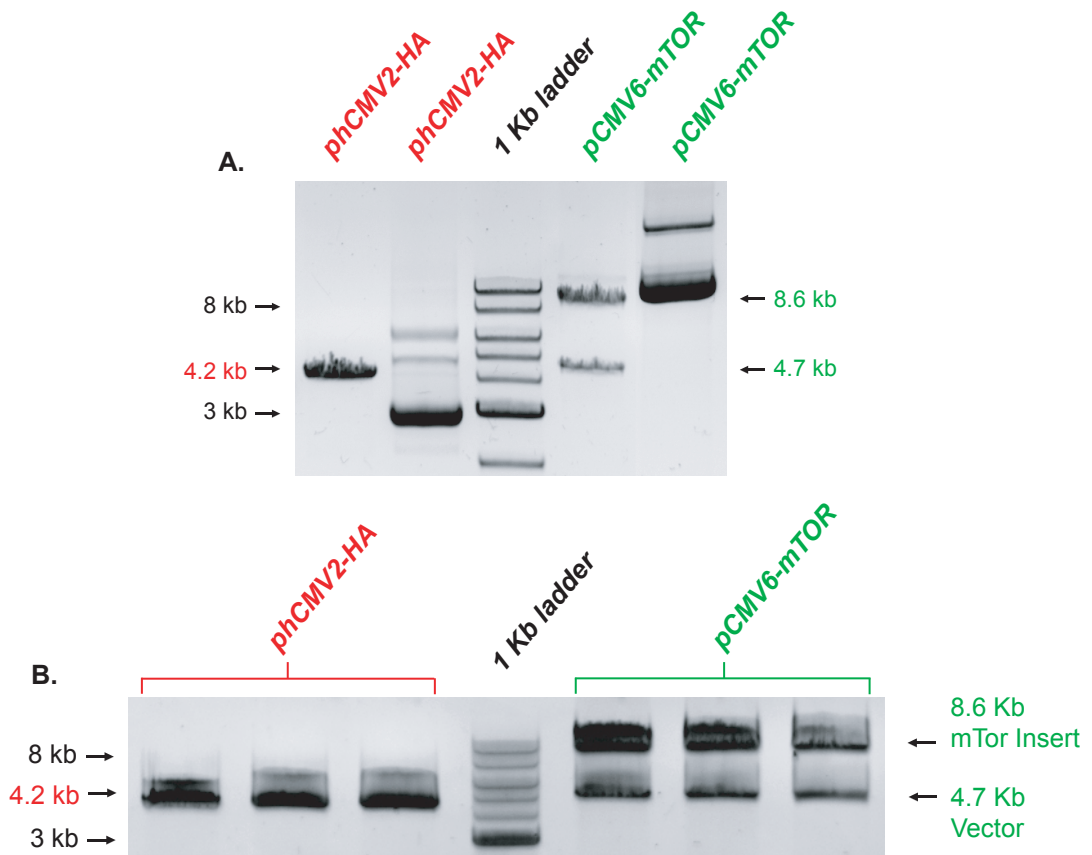 A.
phCMV2-HA
phCMV2-HA
1 Kb ladder
pCMV6-mTOR
pCMV6-mTOR
8 kb
4.2 kb
3 kb
8.6 kb
4.7 kb
B.
phCMV2-HA
1 Kb ladder
pCMV6-mTOR
8 kb
4.2 kb
3 kb
8.6 Kb
mTor Insert
4.7 Kb
Vector